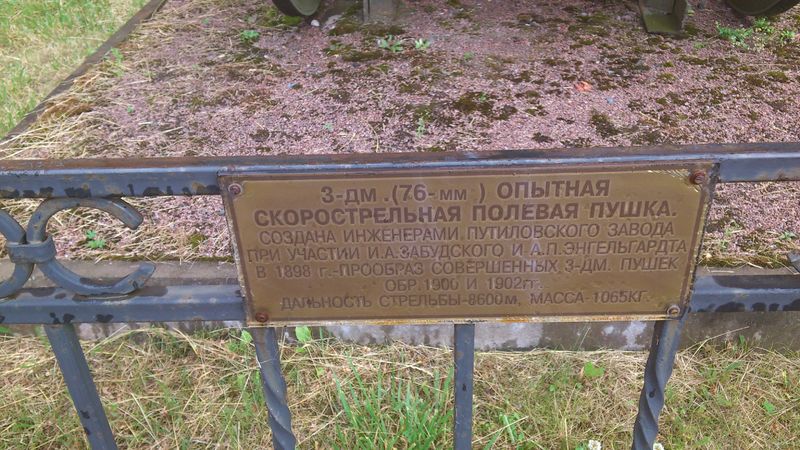 3-ДМ.(76-ММ) ОПЫТНАЯ
СКОРОСТРЕЛЬНАЯ ПОЛЕВАЯ ПУШКА.
СОЗДАНА ИНЖЕНЕРАМИ ПУТИЛОВСКОГО ЗАВОДА
ПРИ УЧАСТИИ И.А.ЗАБУДСКОГО И А.П.ЭНГЕЛЬГАРДТА
В 1898 г.-ПРООБРАЗ СОВЕРШЕННЫХ 3-ДМ. ПУШЕК
ОБР.1900 И 1902гг.
ДАЛЬНОСТЬ СТРЕЛЬБЫ-8600м, МАССА-1065КГ.